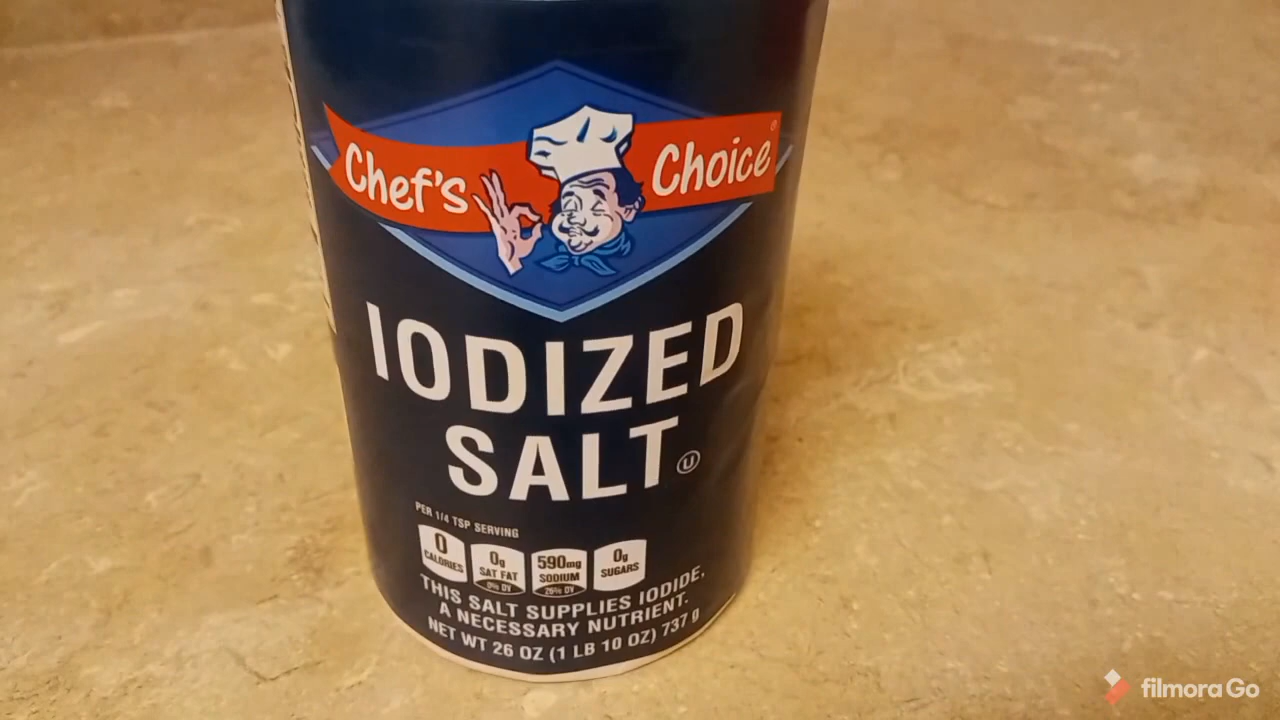 Chef's Choice®
IODIZED
SALT Ⓤ
PER 1/4 TSP SERVING
0 CALORIES
0g SAT FAT 0% DV
590mg SODIUM 26% DV
0g SUGARS
THIS SALT SUPPLIES IODIDE,
A NECESSARY NUTRIENT.
NET WT 26 OZ (1 LB 10 OZ) 737 g
filmoraGo